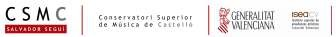 CSMC
SALVADOR SEGUÍ
Conservatori Superior
de Música de Castelló
GENERALITAT
VALENCIANA
iseacv